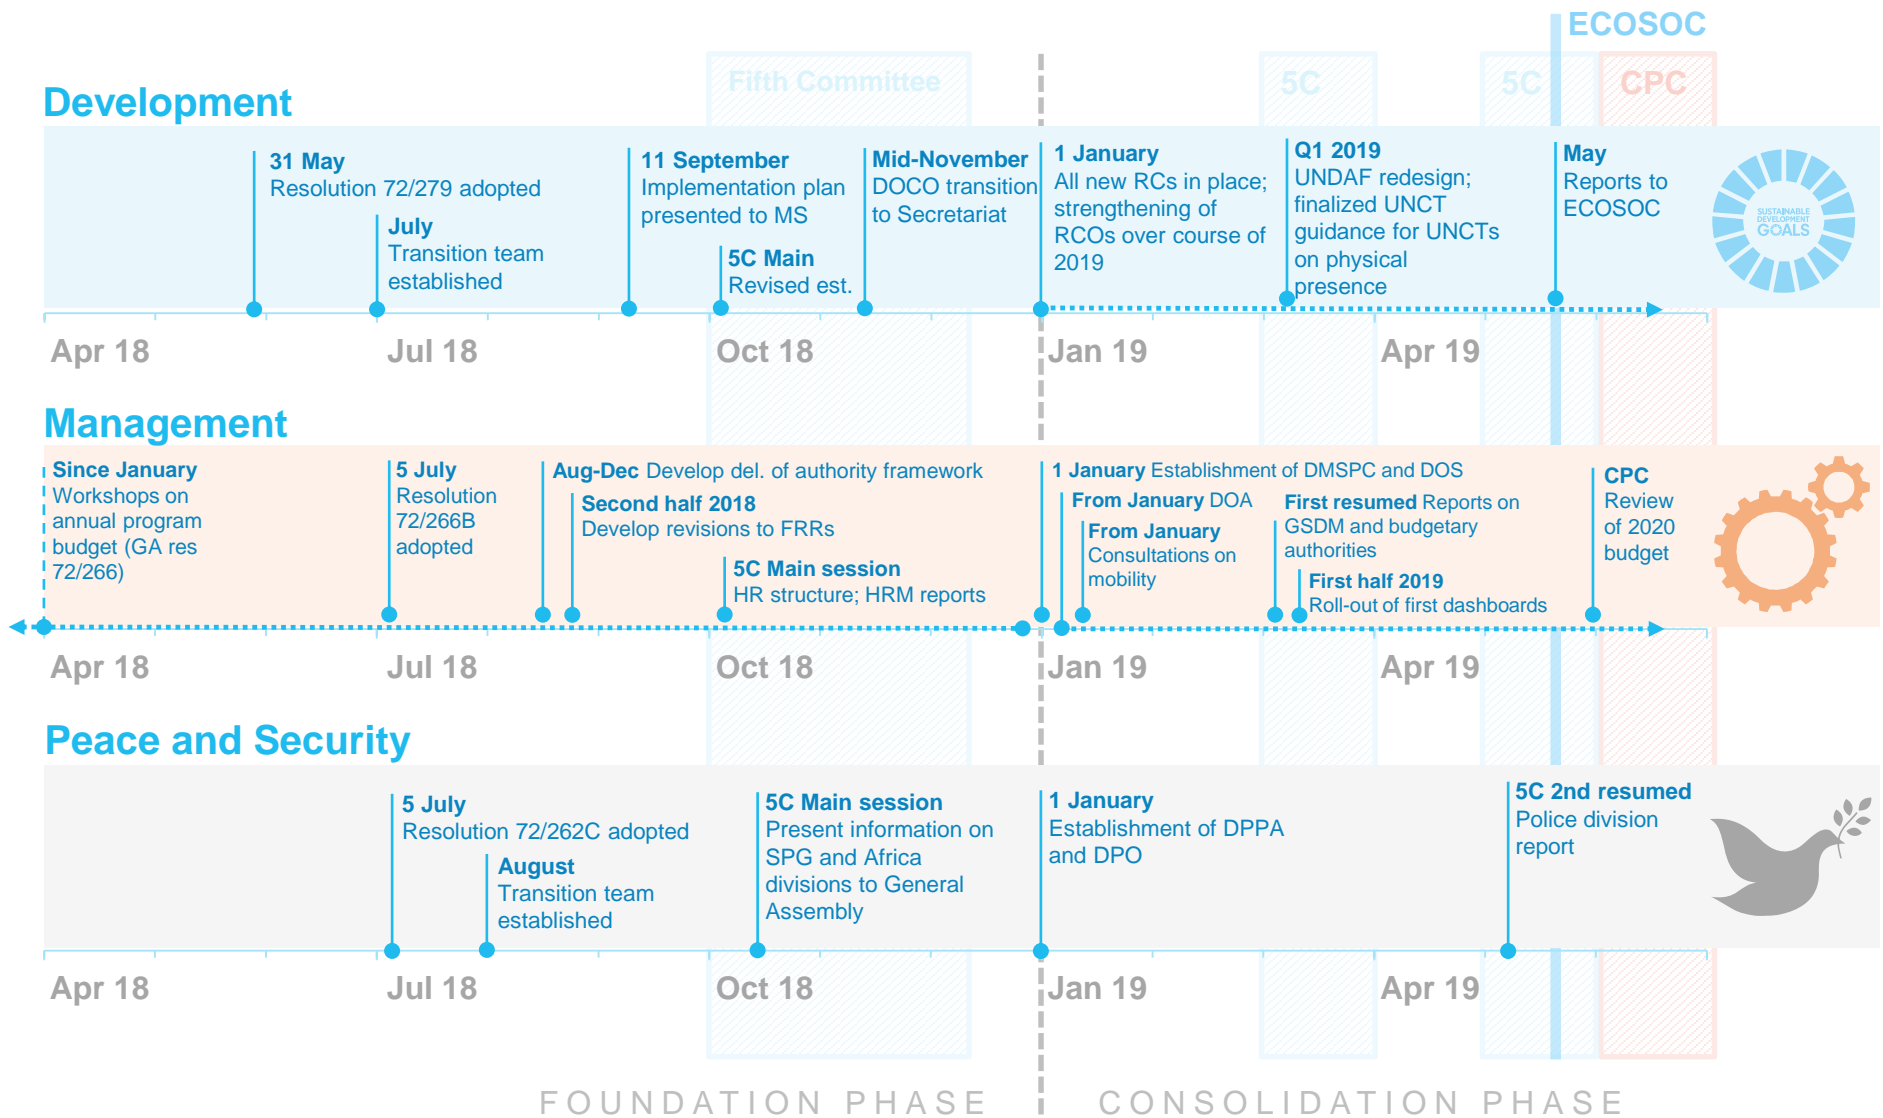 ECOSOC
Fifth Committee
5C
5C
CPC
Development
31 May
Resolution 72/279 adopted
July
Transition team
established
11 September
Implementation plan
presented to MS
5C Main
Revised est.
Mid-November
DOCO transition
to Secretariat
1 January
All new RCs in place;
strengthening of
RCOs over course of
2019
Q1 2019
UNDAF redesign;
finalized UNCT
guidance for UNCTs
on physical
presence
May
Reports to
ECOSOC
SUSTAINABLE
DEVELOPMENT
GOALS
Apr 18
Jul 18
Oct 18
Jan 19
Apr 19
Management
Since January
Workshops on
annual program
budget (GA res
72/266)
5 July
Resolution
72/266B
adopted
Aug-Dec Develop del. of authority framework
Second half 2018
Develop revisions to FRRs
5C Main session
HR structure; HRM reports
1 January Establishment of DMSPC and DOS
From January DOA
From January
Consultations on
mobility
First resumed Reports on
GSDM and budgetary
authorities
First half 2019
Roll-out of first dashboards
CPC
Review
of 2020
budget
Apr 18
Jul 18
Oct 18
Jan 19
Apr 19
Peace and Security
5 July
Resolution 72/262C adopted
August
Transition team
established
5C Main session
Present information on
SPG and Africa
divisions to General
Assembly
1 January
Establishment of DPPA
and DPO
5C 2nd resumed
Police division
report
Apr 18
Jul 18
Oct 18
Jan 19
Apr 19
FOUNDATION PHASE
CONSOLIDATION PHASE